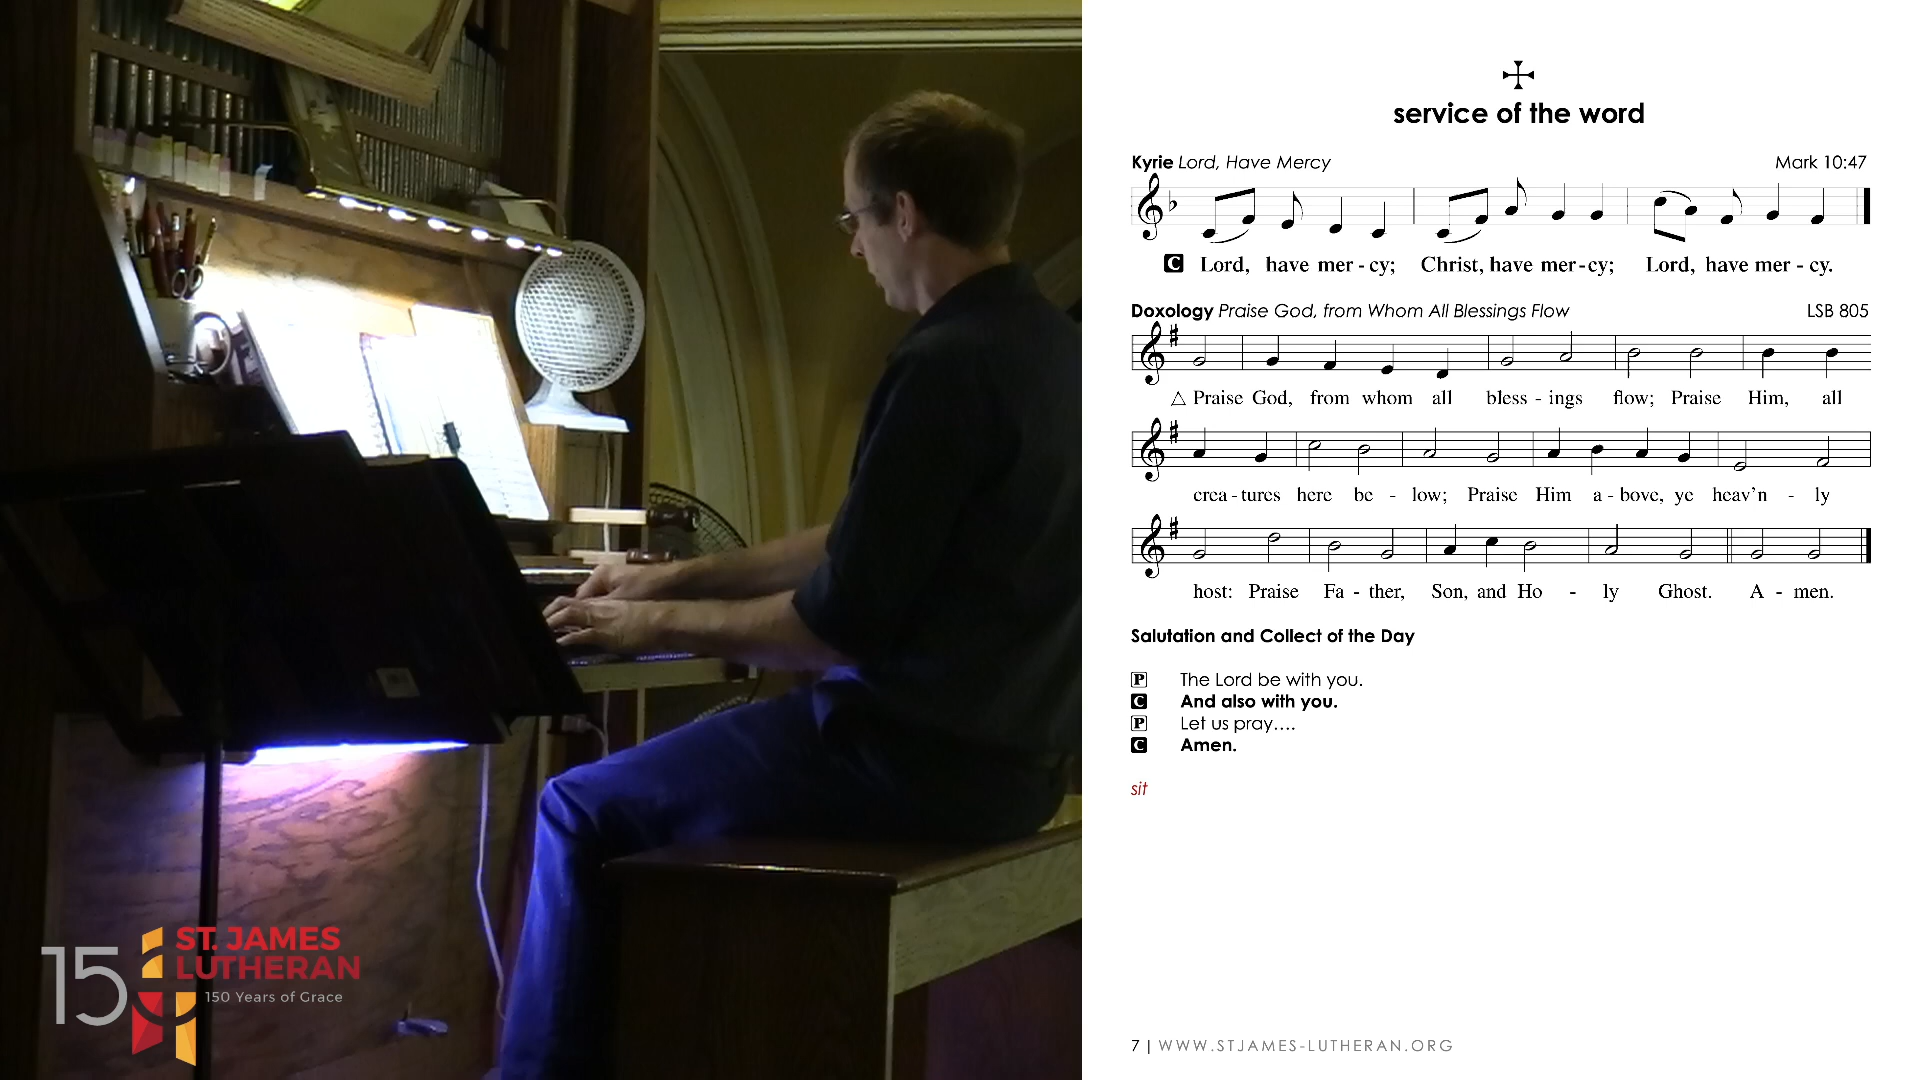 service of the word
Kyrie Lord, Have Mercy Mark 10:47
C Lord, have mer - cy; Christ, have mer - cy; Lord, have mer - cy.
Doxology Praise God, from Whom All Blessings Flow LSB 805
△ Praise God, from whom all bless - ings flow; Praise Him, all
crea - tures here be - low; Praise Him a - bove, ye heav'n - ly
host: Praise Fa - ther, Son, and Ho - ly Ghost. A - men.
Salutation and Collect of the Day
P The Lord be with you.
C And also with you.
P Let us pray....
C Amen.
sit
7 | WWW.STJAMES-LUTHERAN.ORG
150
ST. JAMES
LUTHERAN
150 Years of Grace